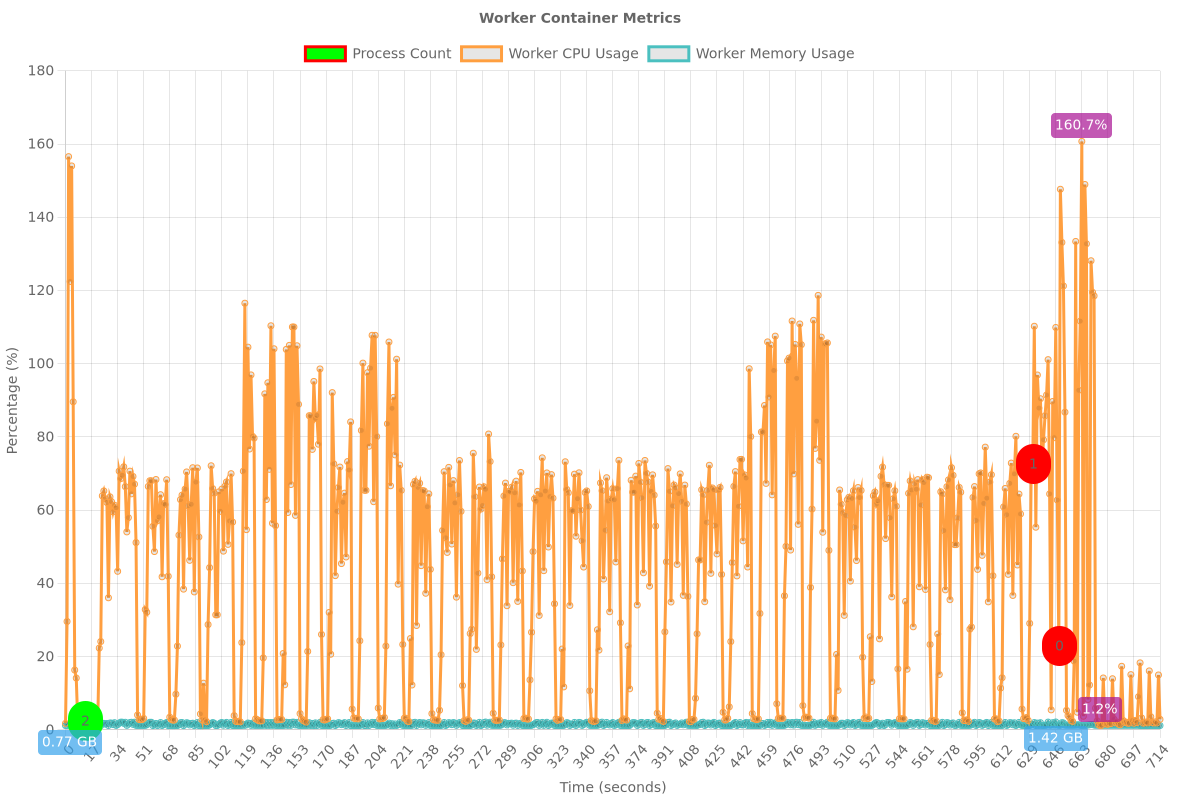 Worker Container Metrics
Process Count
Worker CPU Usage
Worker Memory Usage
Percentage (%)
180
160
140
120
100
80
60
40
20
0
160.7%
1
0
2
1.2%
0.77 GB
1.42 GB
0 17 34 51 68 85 102 119 136 153 170 187 204 221 238 255 272 289 306 323 340 357 374 391 408 425 442 459 476 493 510 527 544 561 578 595 612 629 646 663 680 697 714
Time (seconds)